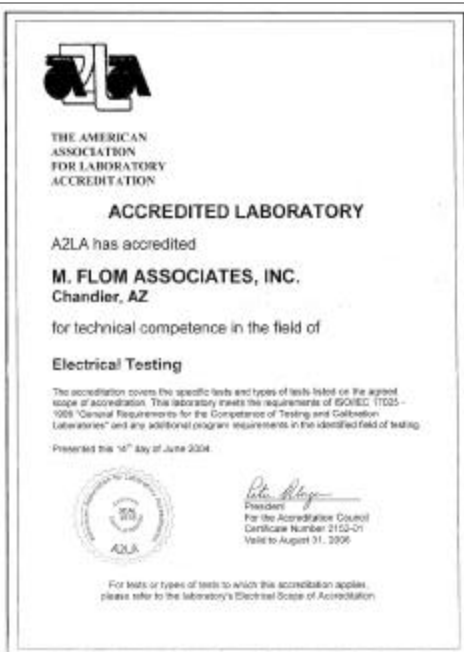 A2LA
THE AMERICAN
ASSOCIATION
FOR LABORATORY
ACCREDITATION
ACCREDITED LABORATORY
A2LA has accredited
M. FLOM ASSOCIATES, INC.
Chandler, AZ
for technical competence in the field of
Electrical Testing
The accreditation covers the specific tests and types of tests listed on the agreed
scope of accreditation. This laboratory meets the requirements of ISO/IEC 17025 -
1999 "General Requirements for the Competence of Testing and Calibration
Laboratories" and any additional program requirements in the identified field of testing.
Presented this 14th day of June 2004.
SEAL
A2LA
President
For the Accreditation Council
Certificate Number 2152-01
Valid to August 31, 2006
For tests or types of tests to which this accreditation applies,
please refer to the laboratory's Electrical Scope of Accreditation